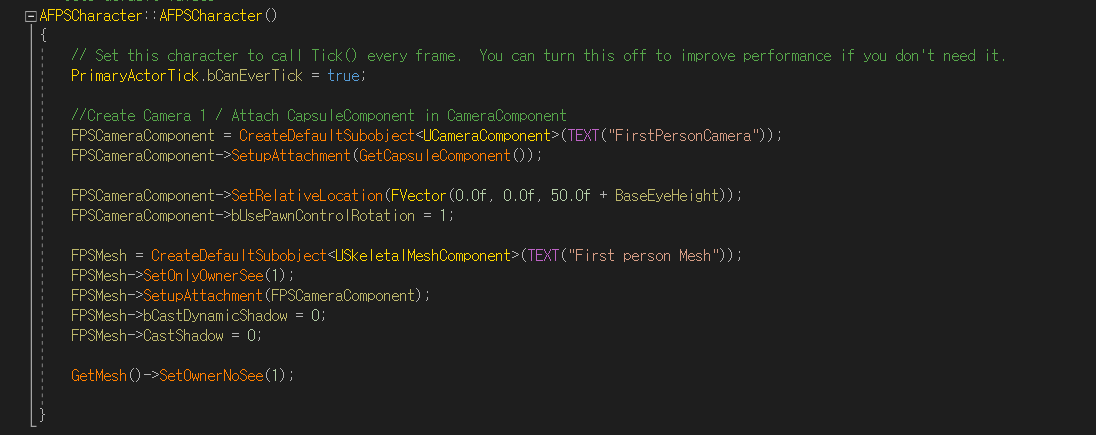 AFPSCharacter::AFPSCharacter()
{
// Set this character to call Tick() every frame.  You can turn this off to improve performance if you don't need it.
PrimaryActorTick.bCanEverTick = true;
//Create Camera 1 / Attach CapsuleComponent in CameraComponent
FPSCameraComponent = CreateDefaultSubobject<UCameraComponent>(TEXT("FirstPersonCamera"));
FPSCameraComponent->SetupAttachment(GetCapsuleComponent());
FPSCameraComponent->SetRelativeLocation(FVector(0.0f, 0.0f, 50.0f + BaseEyeHeight));
FPSCameraComponent->bUsePawnControlRotation = 1;
FPSMesh = CreateDefaultSubobject<USkeletalMeshComponent>(TEXT("First person Mesh"));
FPSMesh->SetOnlyOwnerSee(1);
FPSMesh->SetupAttachment(FPSCameraComponent);
FPSMesh->bCastDynamicShadow = 0;
FPSMesh->CastShadow = 0;
GetMesh()->SetOwnerNoSee(1);
}